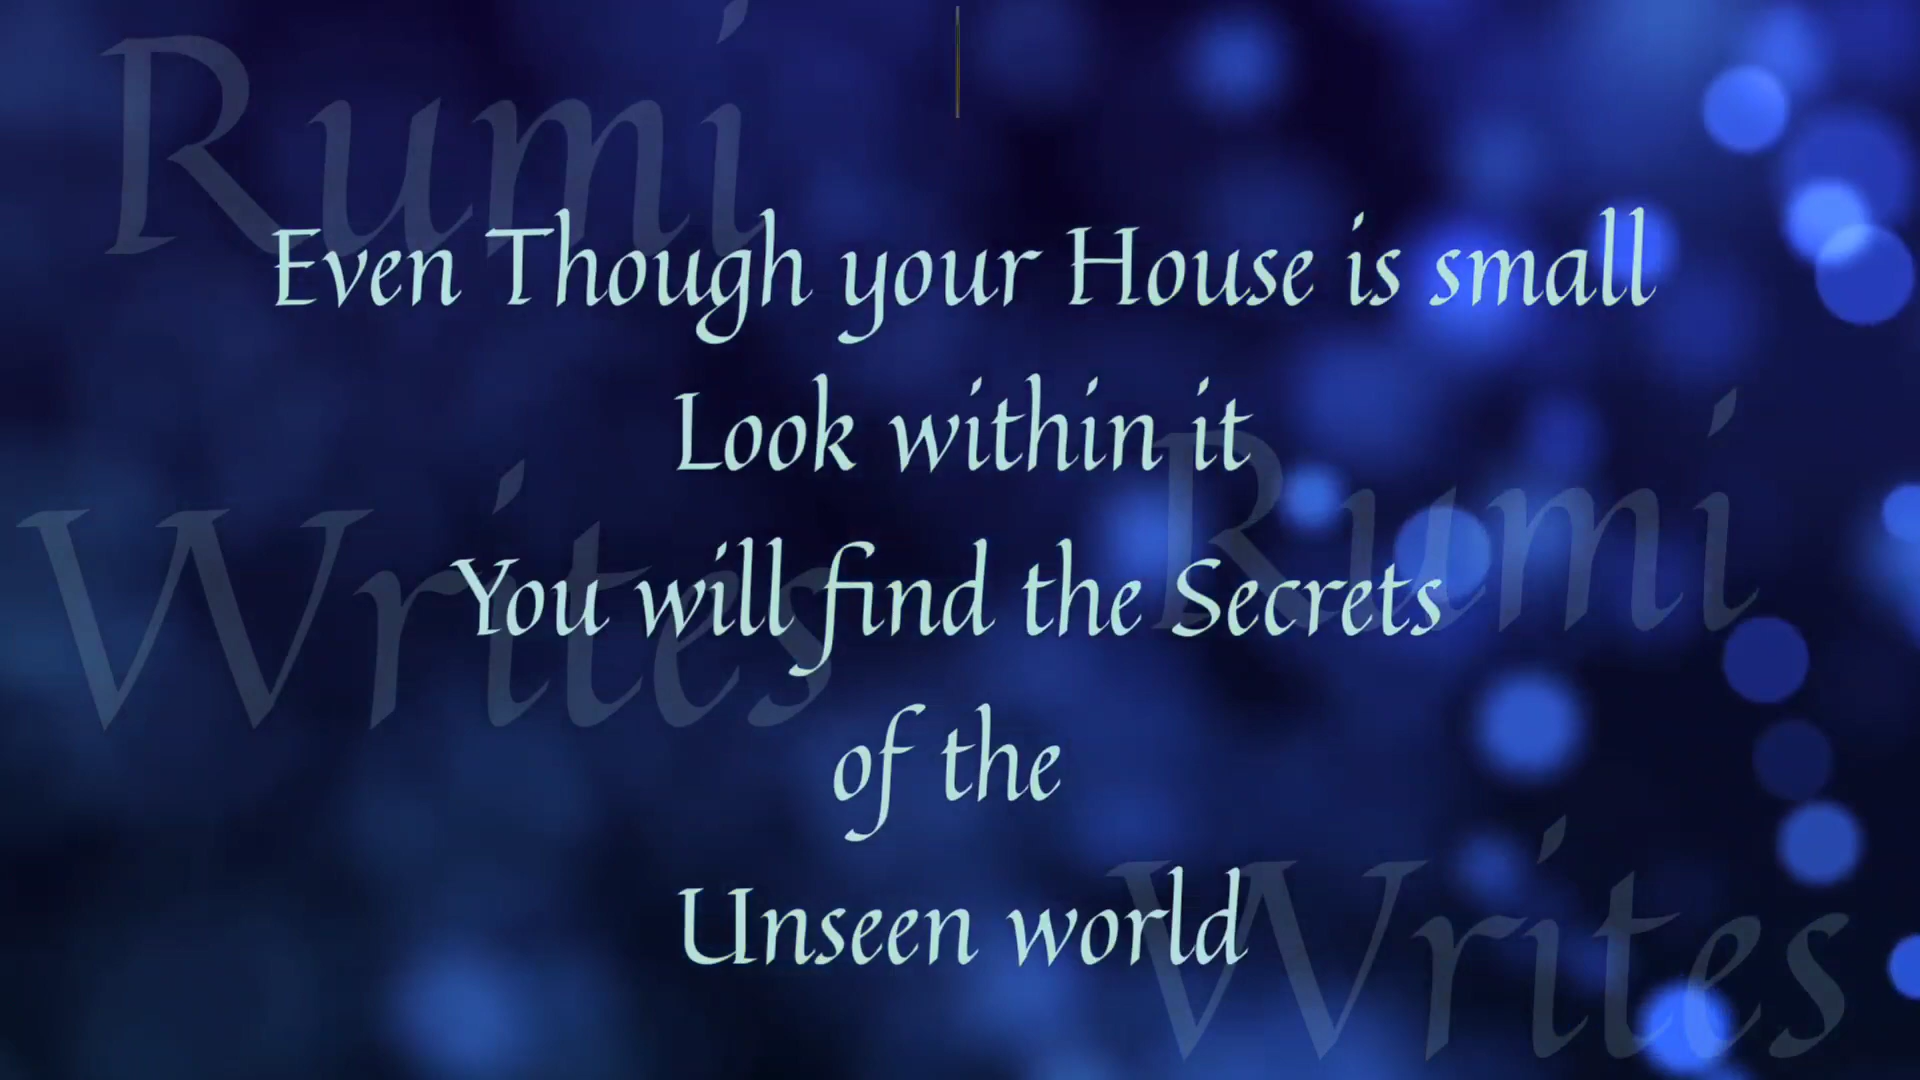 Rumi
Even Though your House is small
Look within it
Rumi
Writes
You will find the Secrets
of the
Unseen world
Writes